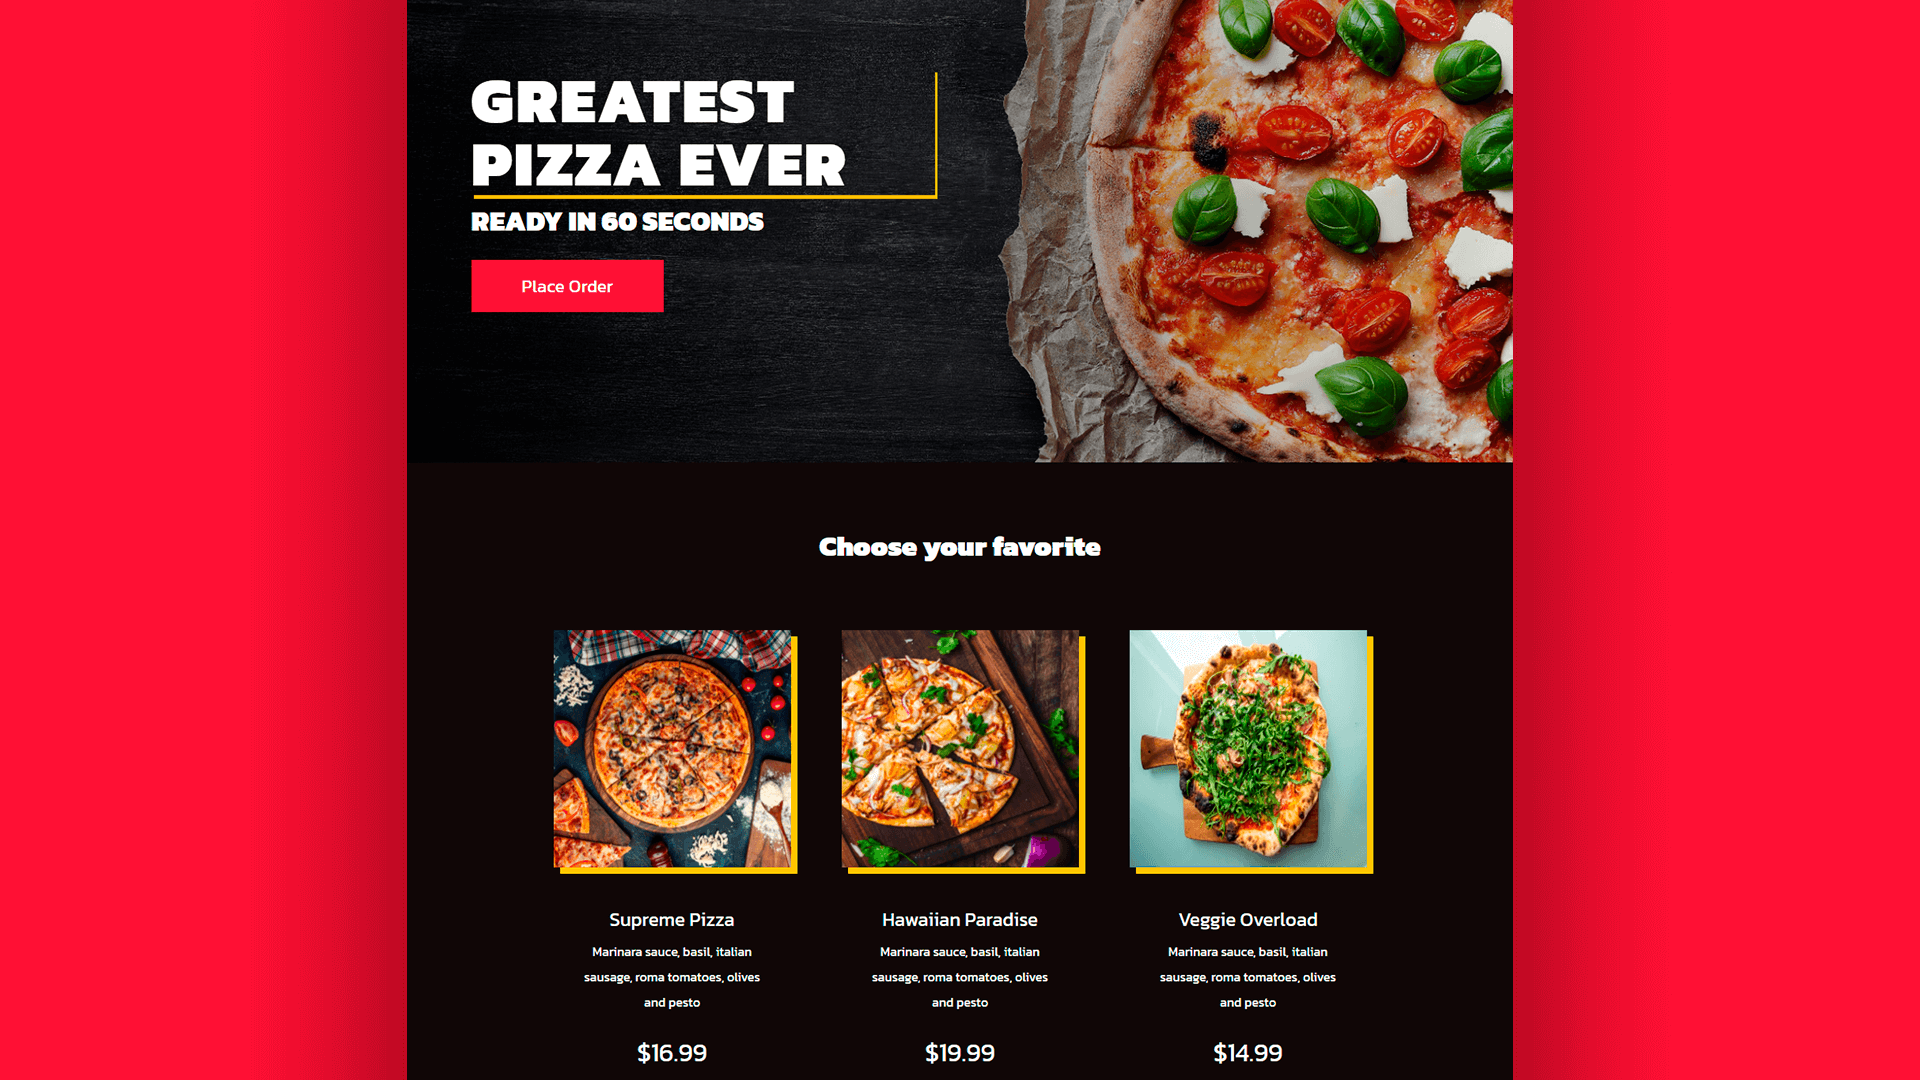 GREATEST
PIZZA EVER
READY IN 60 SECONDS
Place Order
Choose your favorite
Supreme Pizza
Marinara sauce, basil, italian
sausage, roma tomatoes, olives
and pesto
$16.99
Hawaiian Paradise
Marinara sauce, basil, italian
sausage, roma tomatoes, olives
and pesto
$19.99
Veggie Overload
Marinara sauce, basil, italian
sausage, roma tomatoes, olives
and pesto
$14.99